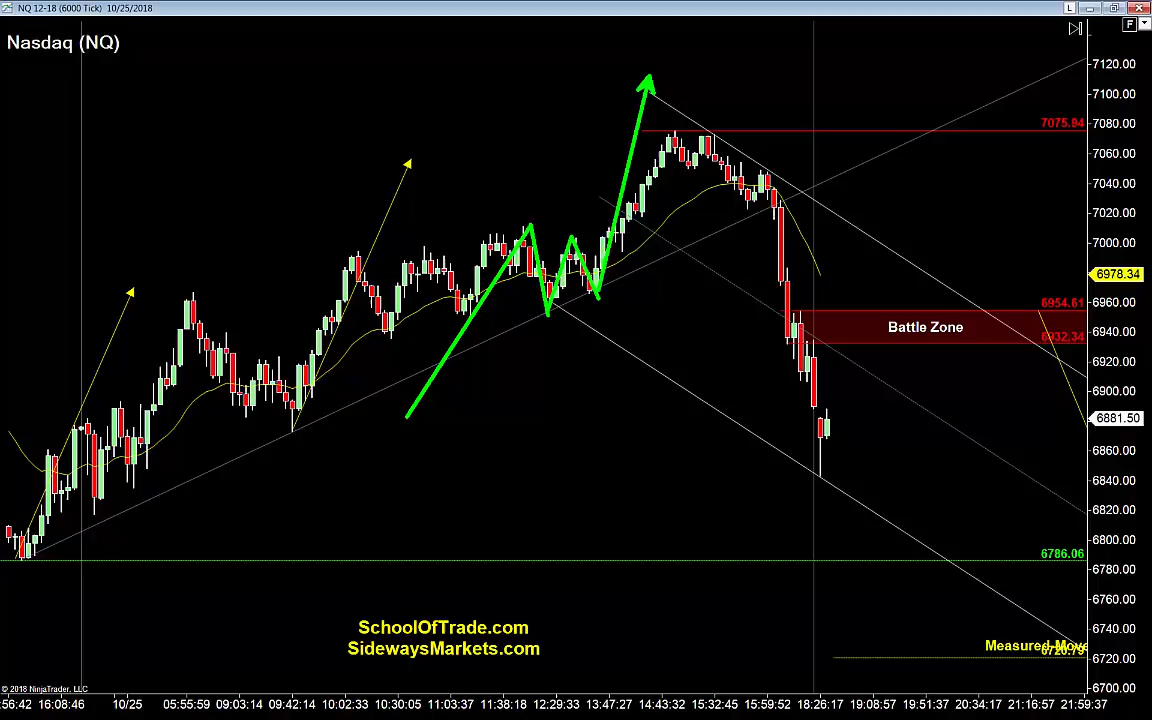 NQ 12-18 (6000 Tick) 10/25/2018
L
F
Nasdaq (NQ)
7120.00
7100.00
7080.00
7075.94
7060.00
7040.00
7020.00
7000.00
6978.34
6960.00
6954.61
Battle Zone
6940.00
6932.34
6920.00
6900.00
6881.50
6860.00
6840.00
6820.00
6800.00
6786.06
6780.00
6760.00
6740.00
SchoolOfTrade.com
SidewaysMarkets.com
Measured Move
6720.00
6700.00
© 2018 NinjaTrader, LLC
:56:42 16:08:46 10/25 05:55:59 09:03:14 09:42:14 10:02:33 10:30:05 11:03:37 11:38:18 12:29:33 13:47:27 14:43:32 15:32:45 15:59:52 18:26:17 19:08:57 19:51:37 20:34:17 21:16:57 21:59:37